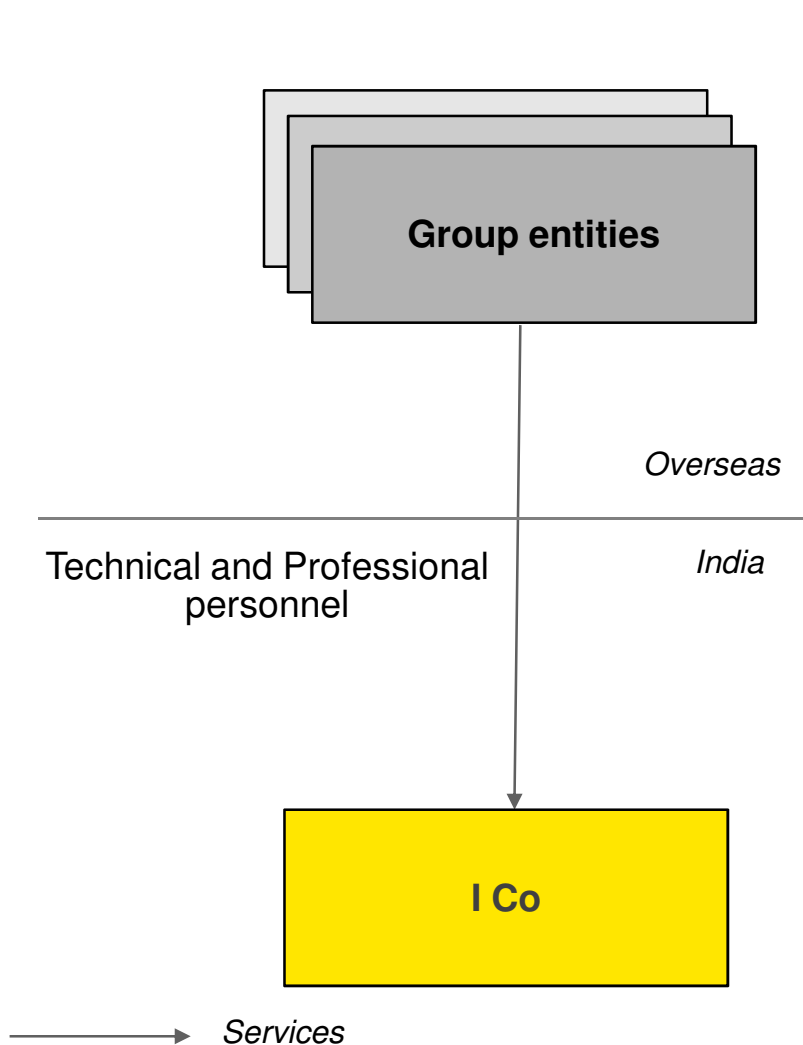 Group entities
Overseas
India
Technical and Professional
personnel
I Co
Services